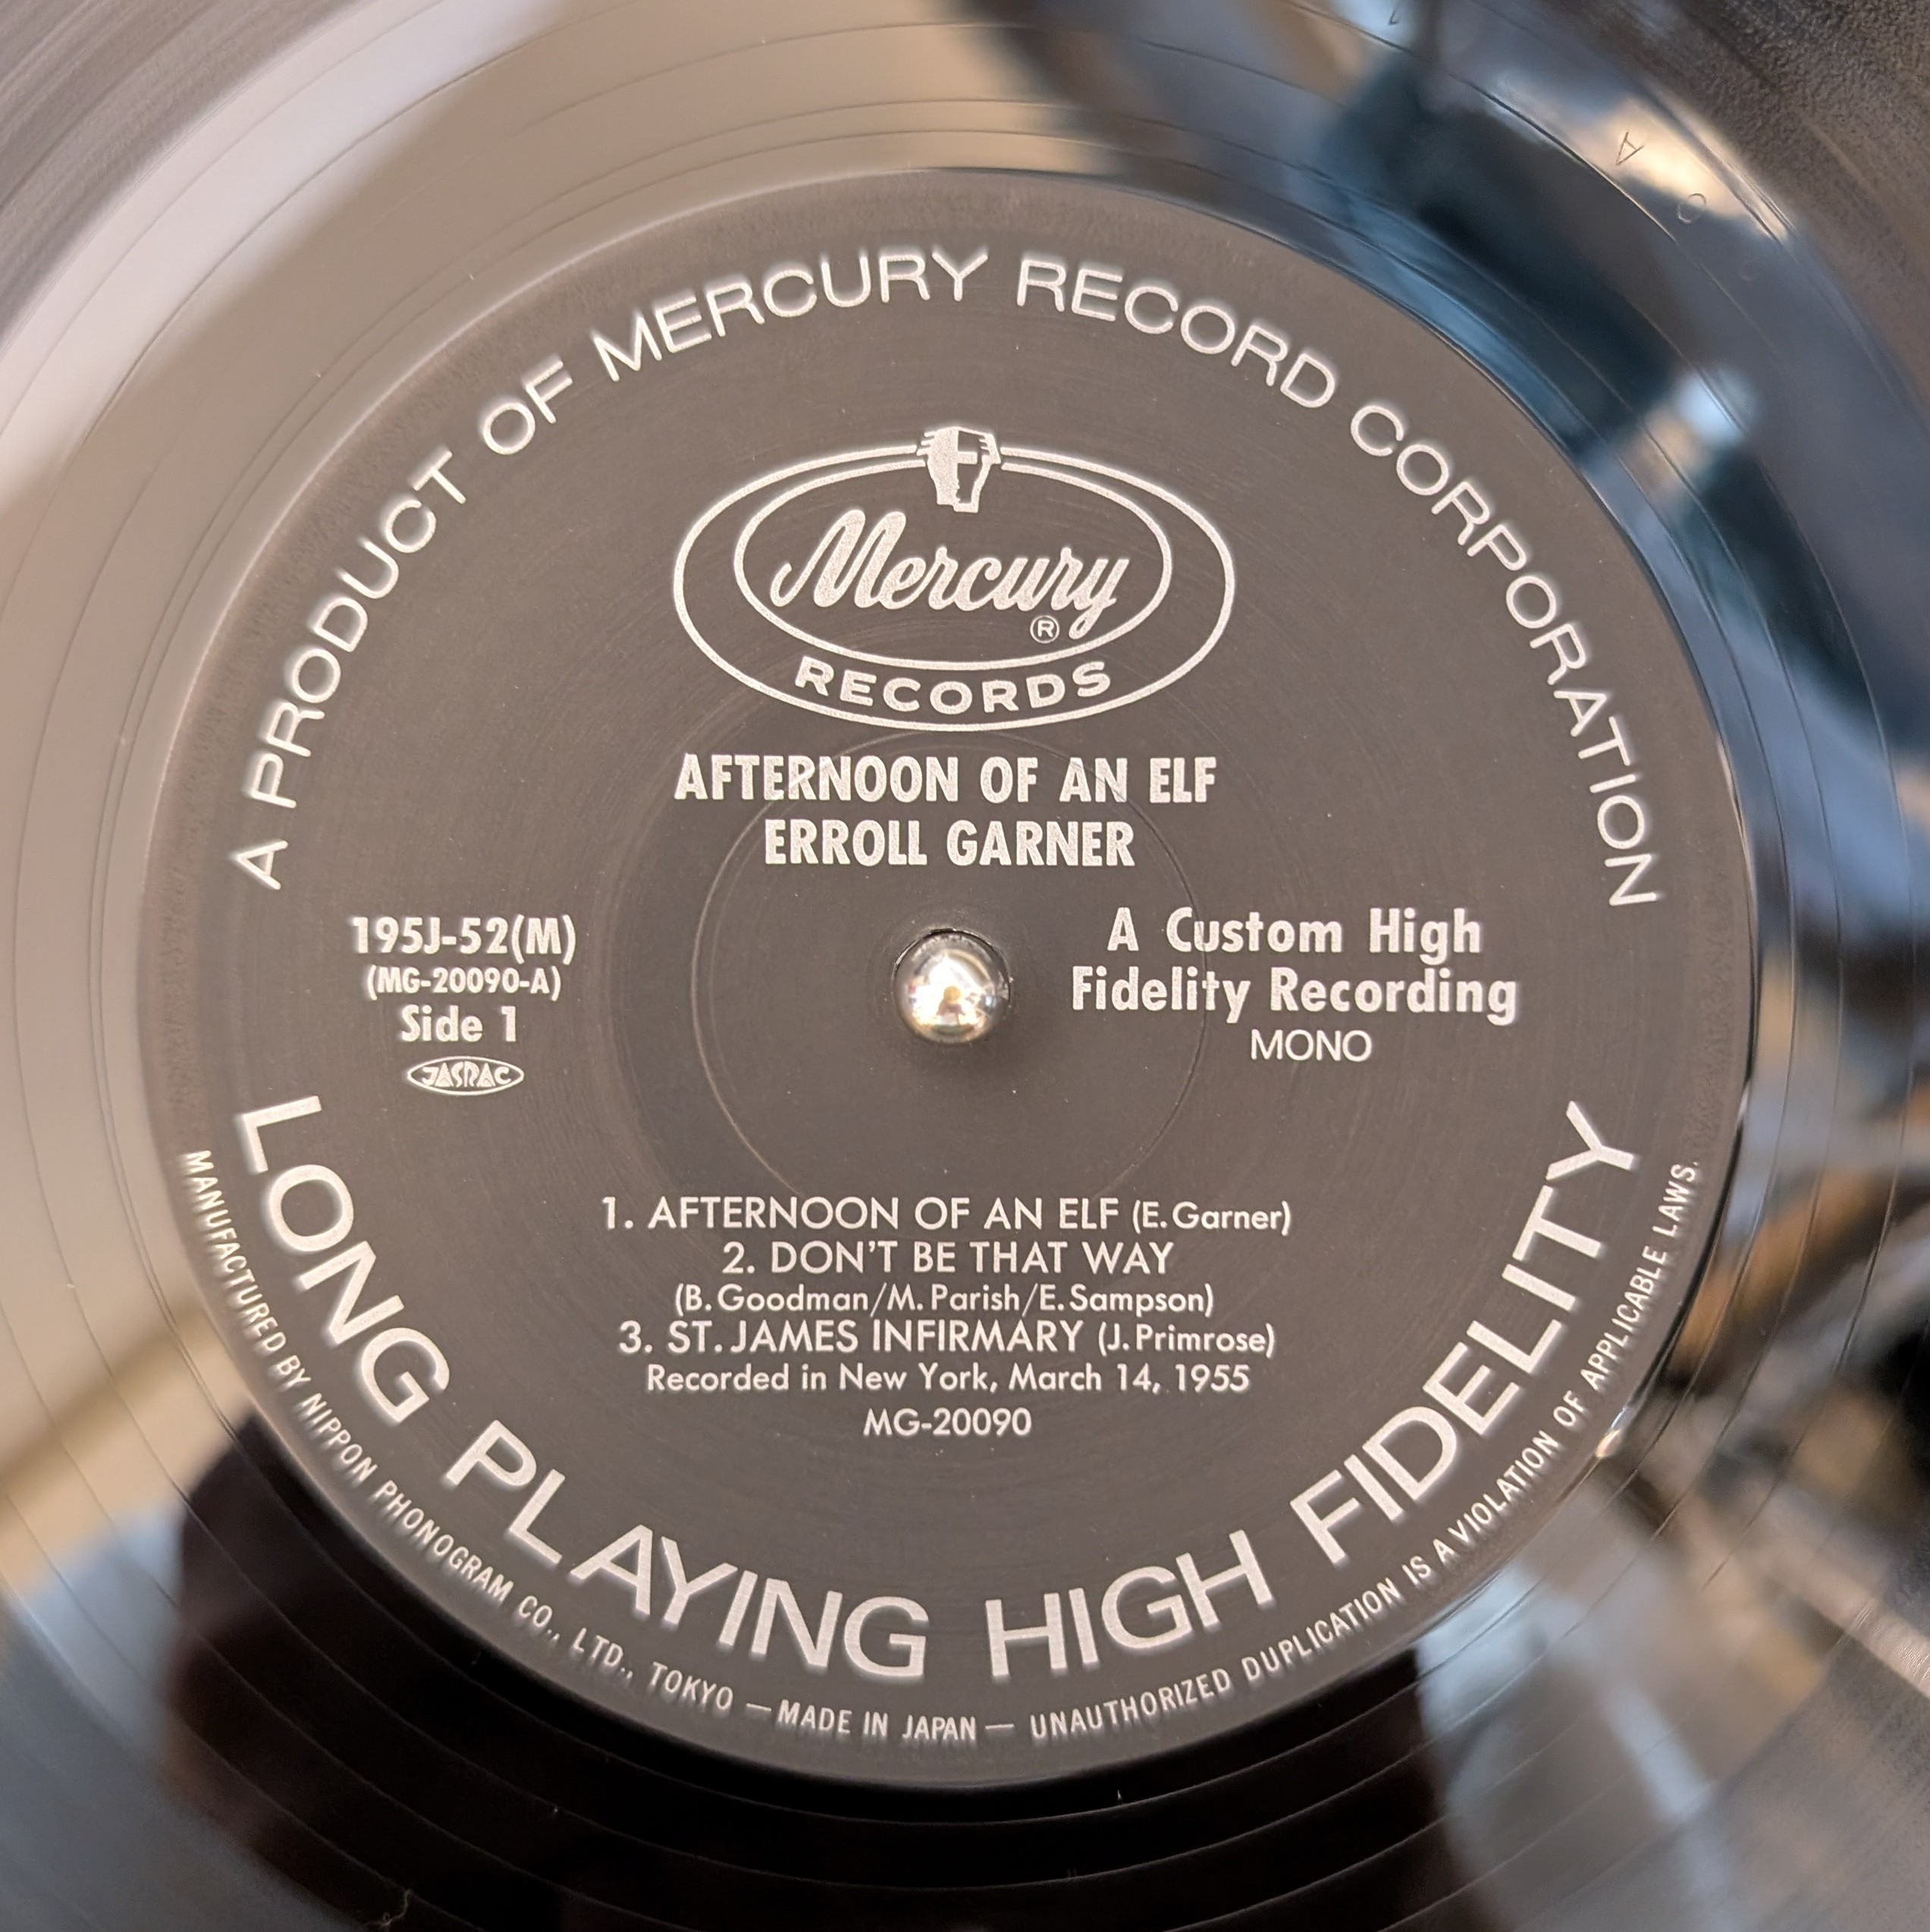 A PRODUCT OF MERCURY RECORD CORPORATION
Mercury
®
RECORDS
AFTERNOON OF AN ELF
ERROLL GARNER
195J-52(M)
(MG-20090-A)
Side 1
JASRAC
A Custom High
Fidelity Recording
MONO
1. AFTERNOON OF AN ELF (E. Garner)
2. DON'T BE THAT WAY
(B. Goodman/M. Parish/E. Sampson)
3. ST. JAMES INFIRMARY (J. Primrose)
Recorded in New York, March 14, 1955
MG-20090
LONG PLAYING HIGH FIDELITY
MANUFACTURED BY NIPPON PHONOGRAM CO., LTD., TOKYO — MADE IN JAPAN — UNAUTHORIZED DUPLICATION IS A VIOLATION OF APPLICABLE LAWS.